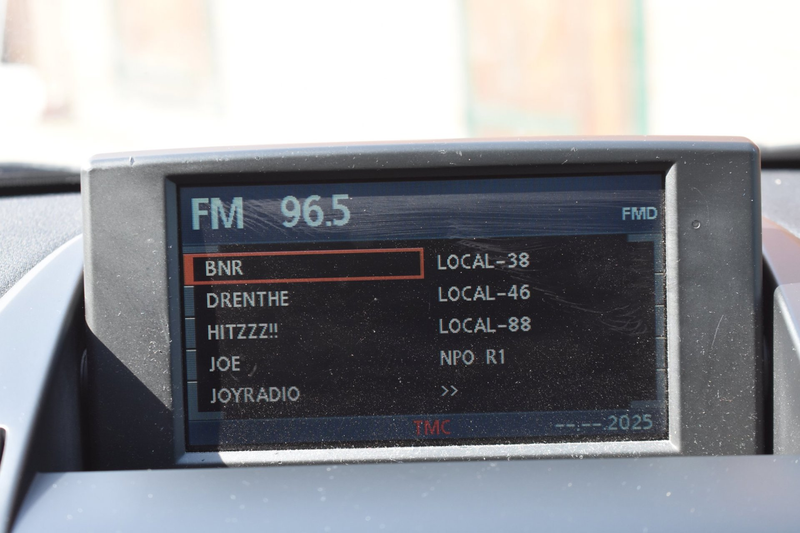 FM 96.5 FMD
BNR
DRENTHE
HITZZZ!!
JOE
JOYRADIO
LOCAL-38
LOCAL-46
LOCAL-88
NPO R1
>>
TMC --.--.2025